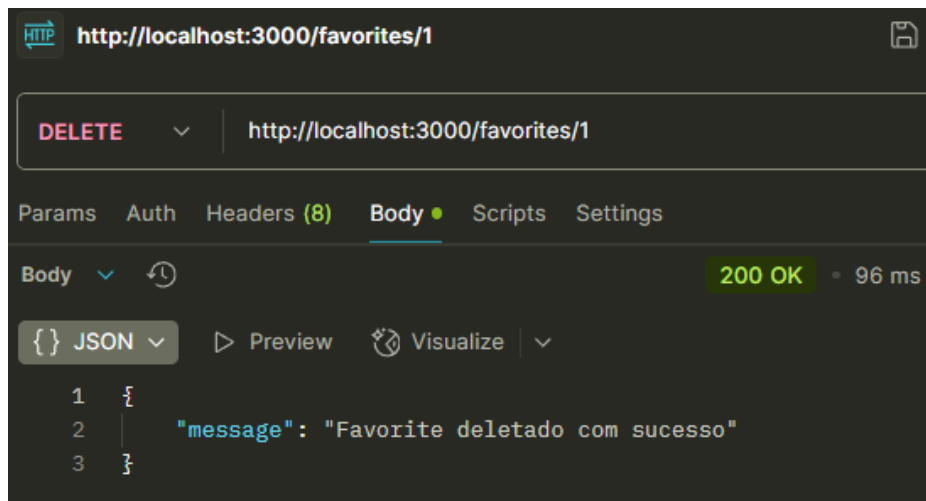 HTTP http://localhost:3000/favorites/1
DELETE http://localhost:3000/favorites/1
Params Auth Headers (8) Body Scripts Settings
Body 200 OK • 96 ms
{} JSON Preview Visualize
1 {
2 "message": "Favorite deletado com sucesso"
3 }